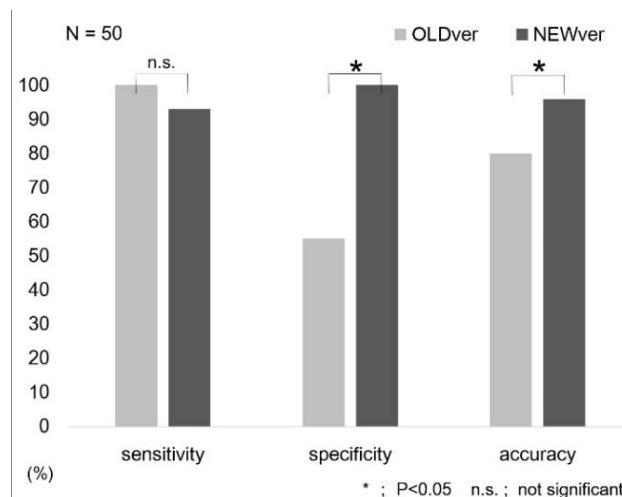 N = 50
OLDver NEWver
n.s.
*
*
100
90
80
70
60
50
40
30
20
10
0
(%)
sensitivity specificity accuracy
* ; P<0.05 n.s. ; not significant